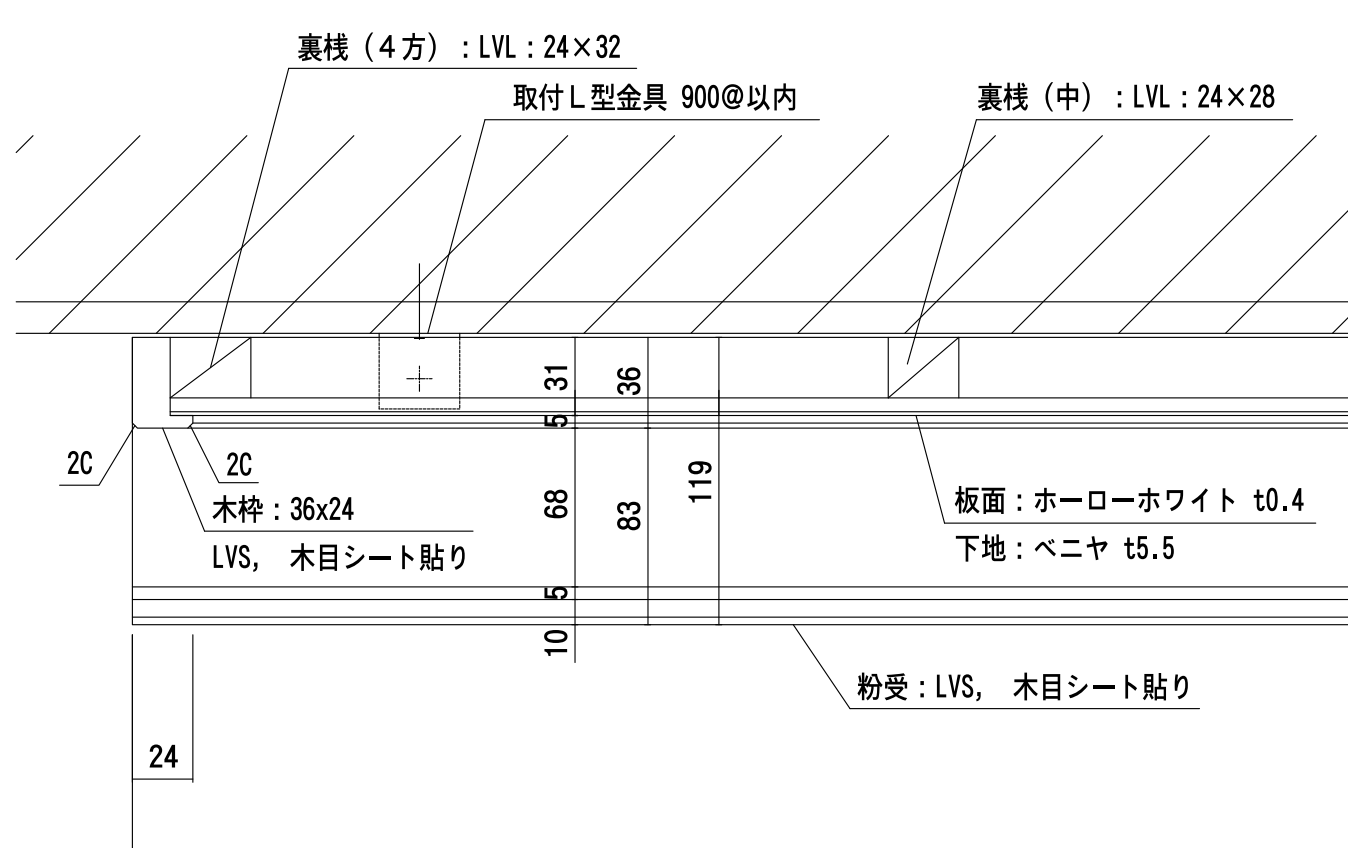 裏桟（４方）：LVL：24×32
取付Ｌ型金具 900@以内
裏桟（中）：LVL：24×28
31
36
5
119
2C
2C
68
83
木枠：36x24
LVS,　木目シート貼り
板面：ホーローホワイト t0.4
下地：ベニヤ t5.5
5
10
粉受：LVS,　木目シート貼り
24